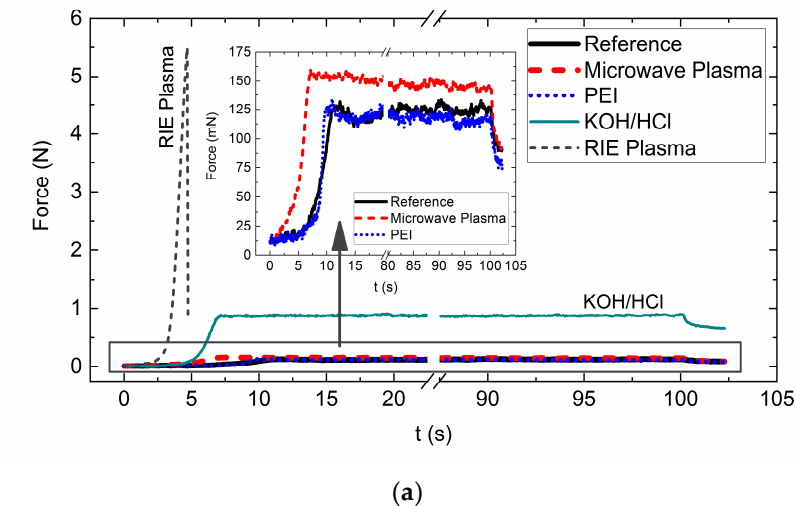 6
5
4
3
2
1
0
Force (N)
RIE Plasma
175
150
125
100
75
50
25
0
Force (mN)
Reference
Microwave Plasma
PEI
0 5 10 15 80 85 90 95 100 105
t (s)
Reference
Microwave Plasma
PEI
KOH/HCl
RIE Plasma
KOH/HCl
0 5 10 15 20 90 95 100 105
t (s)
(a)